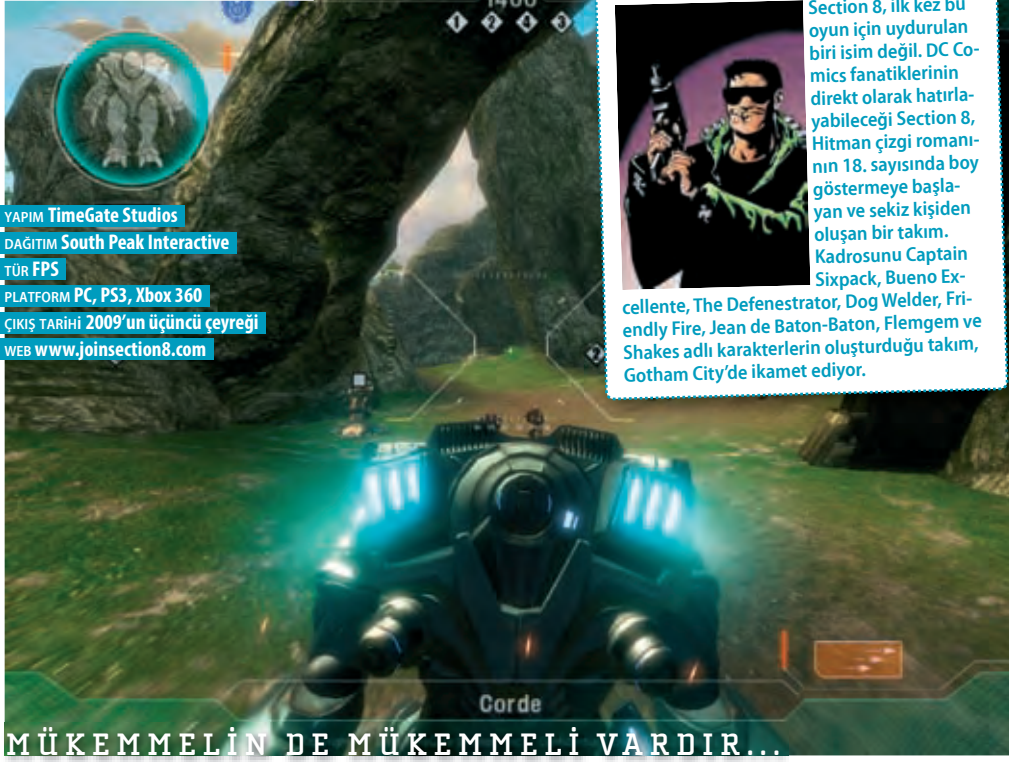 1 2 4 3
YAPIM TimeGate Studios
DAĞITIM South Peak Interactive
TÜR FPS
PLATFORM PC, PS3, Xbox 360
ÇIKIŞ TARİHİ 2009'un üçüncü çeyreği
WEB www.joinsection8.com
Section 8, ilk kez bu
oyun için uydurulan
biri isim değil. DC Co-
mics fanatiklerinin
direkt olarak hatırla-
yabileceği Section 8,
Hitman çizgi romanı-
nın 18. sayısında boy
göstermeye başla-
yan ve sekiz kişiden
oluşan bir takım.
Kadrosunu Captain
Sixpack, Bueno Ex-
cellente, The Defenestrator, Dog Welder, Fri-
endly Fire, Jean de Baton-Baton, Flemgem ve
Shakes adlı karakterlerin oluşturduğu takım,
Gotham City'de ikamet ediyor.
2
Corde
MÜKEMMELİN DE MÜKEMMELİ VARDIR...